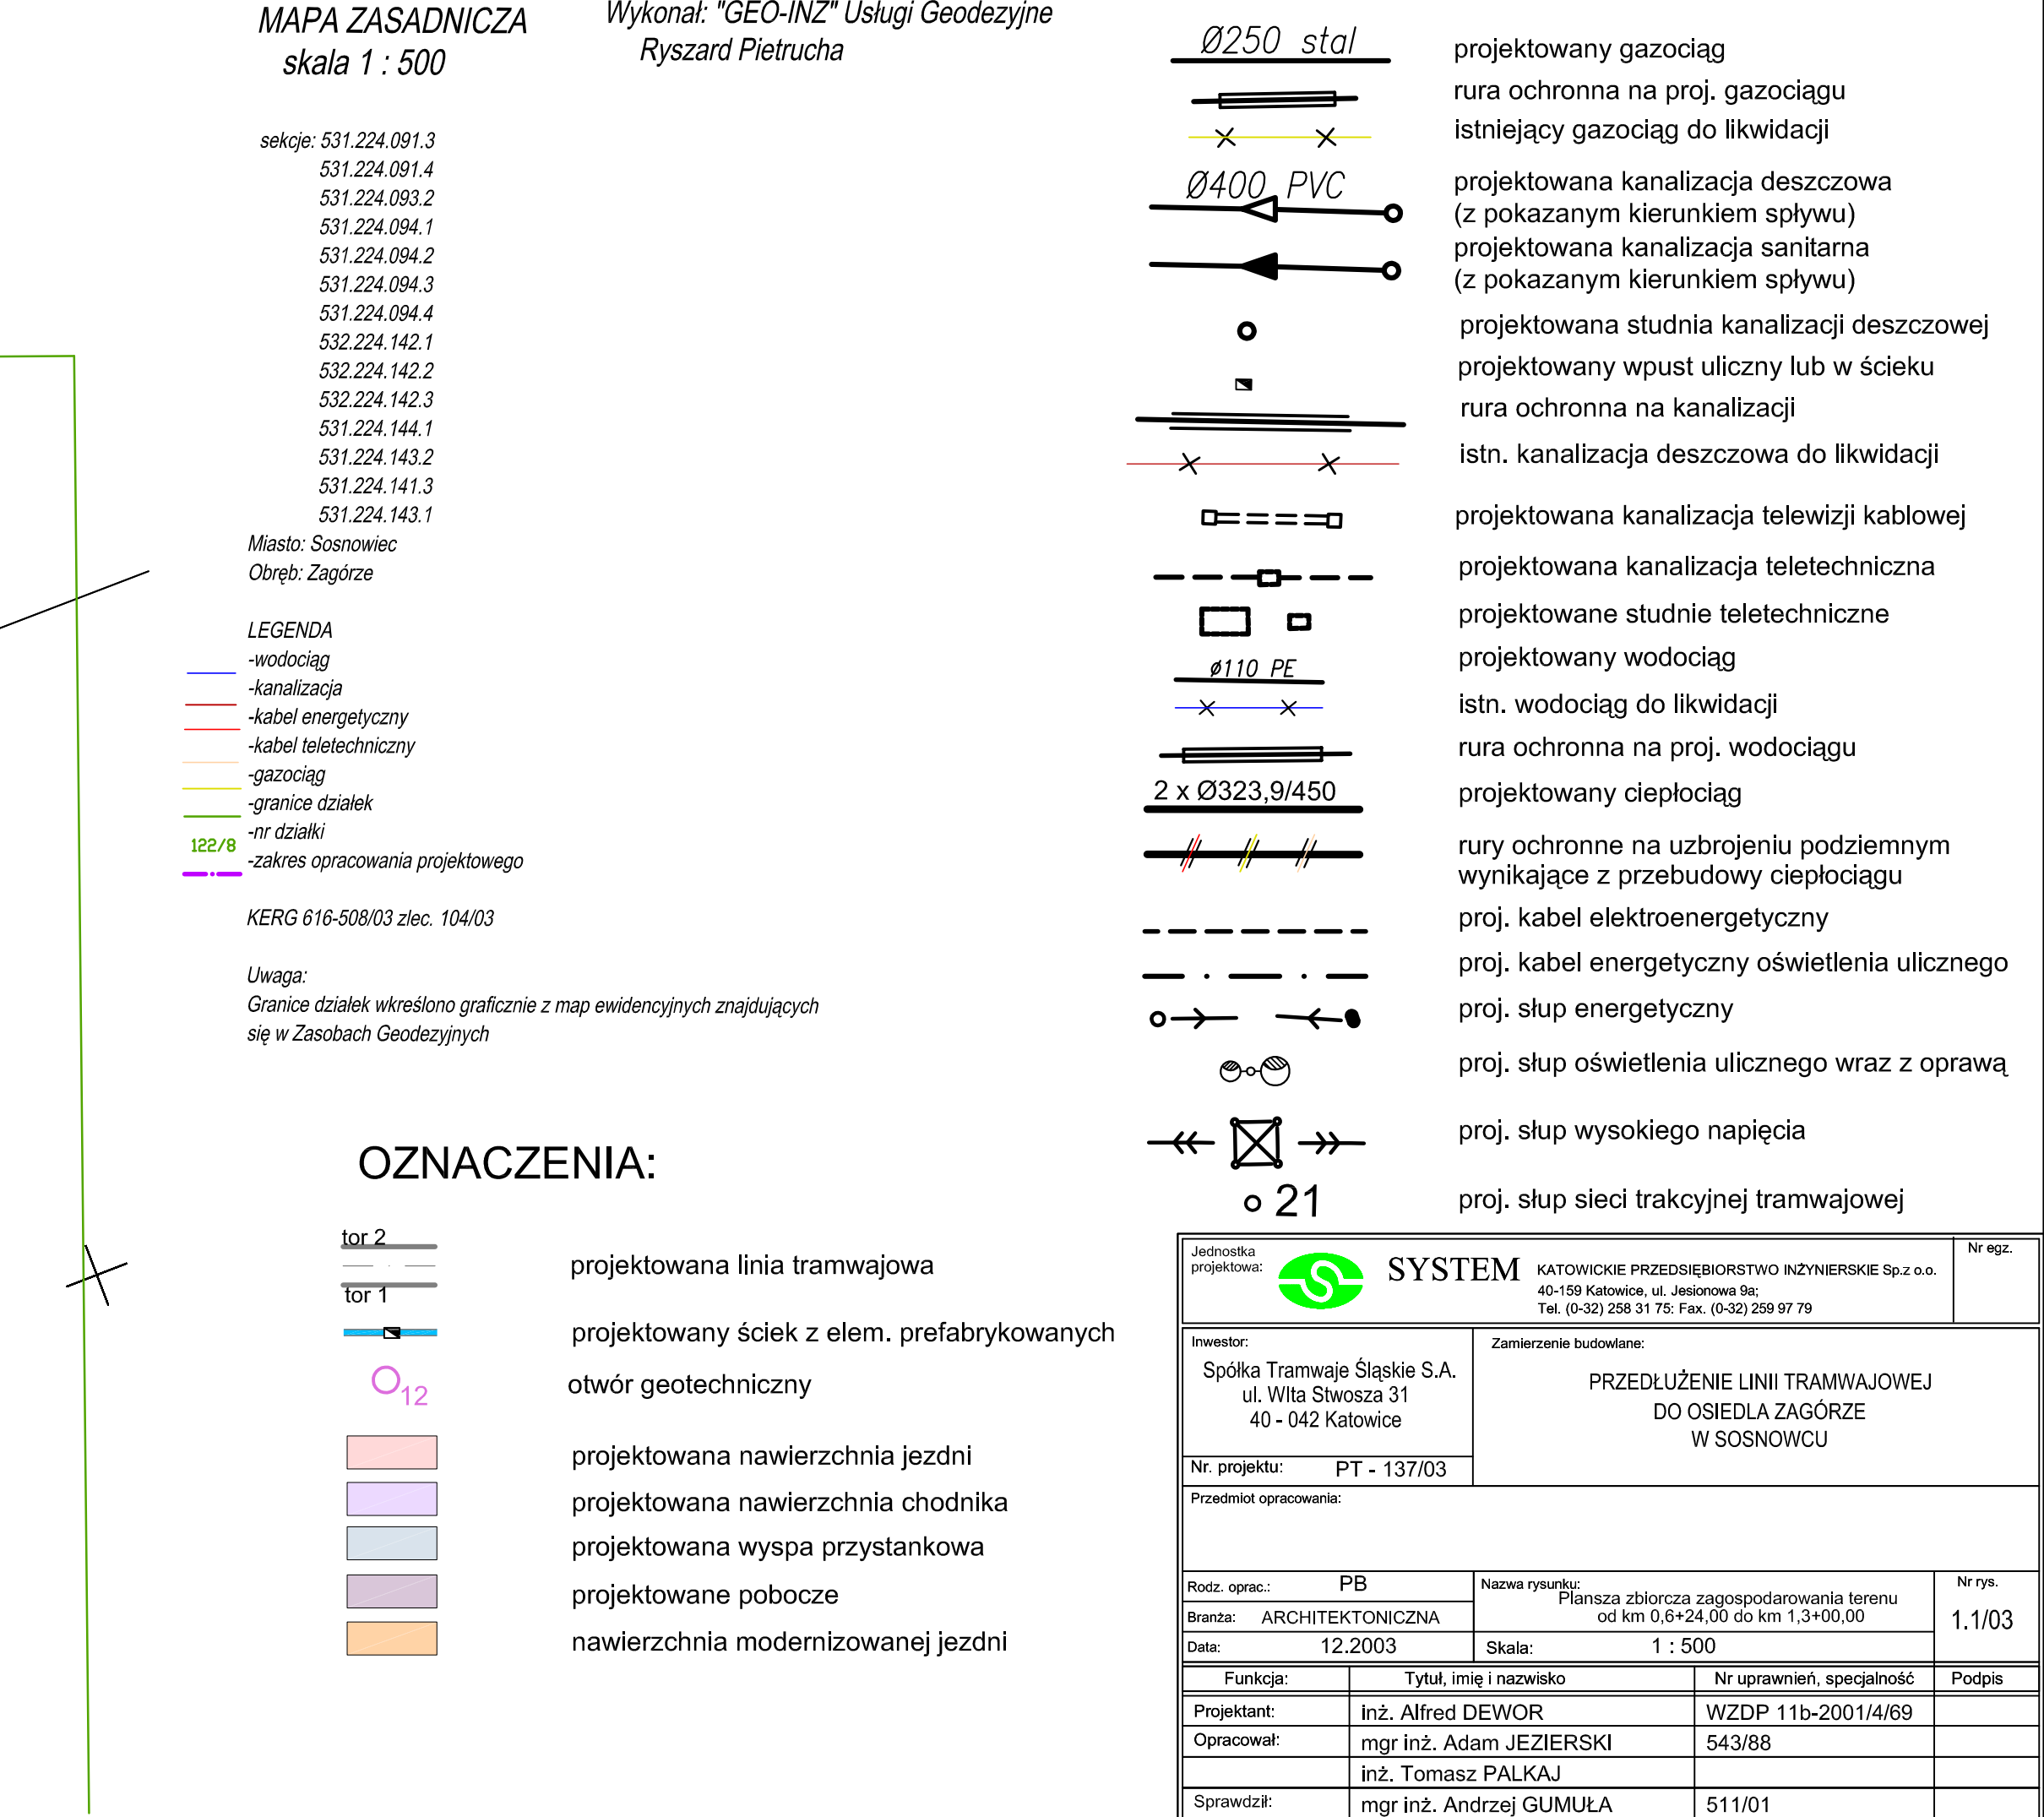 MAPA ZASADNICZA
skala 1 : 500
Wykonał: "GEO-INŻ" Usługi Geodezyjne
Ryszard Pietrucha
sekcje: 531.224.091.3
531.224.091.4
531.224.093.2
531.224.094.1
531.224.094.2
531.224.094.3
531.224.094.4
532.224.142.1
532.224.142.2
532.224.142.3
531.224.144.1
531.224.143.2
531.224.141.3
531.224.143.1
Miasto: Sosnowiec
Obręb: Zagórze
LEGENDA
-wodociąg
-kanalizacja
-kabel energetyczny
-kabel teletechniczny
-gazociąg
-granice działek
-nr działki
122/8
-zakres opracowania projektowego
KERG 616-508/03 zlec. 104/03
Uwaga:
Granice działek wkreślono graficznie z map ewidencyjnych znajdujących
się w Zasobach Geodezyjnych
OZNACZENIA:
tor 2
projektowana linia tramwajowa
tor 1
projektowany ściek z elem. prefabrykowanych
12
otwór geotechniczny
projektowana nawierzchnia jezdni
projektowana nawierzchnia chodnika
projektowana wyspa przystankowa
projektowane pobocze
nawierzchnia modernizowanej jezdni
Ø250 stal
projektowany gazociąg
rura ochronna na proj. gazociągu
istniejący gazociąg do likwidacji
Ø400 PVC
projektowana kanalizacja deszczowa
(z pokazanym kierunkiem spływu)
projektowana kanalizacja sanitarna
(z pokazanym kierunkiem spływu)
projektowana studnia kanalizacji deszczowej
projektowany wpust uliczny lub w ścieku
rura ochronna na kanalizacji
istn. kanalizacja deszczowa do likwidacji
projektowana kanalizacja telewizji kablowej
projektowana kanalizacja teletechniczna
projektowane studnie teletechniczne
ø110 PE
projektowany wodociąg
istn. wodociąg do likwidacji
rura ochronna na proj. wodociągu
2 x Ø323,9/450
projektowany ciepłociąg
rury ochronne na uzbrojeniu podziemnym
wynikające z przebudowy ciepłociągu
proj. kabel elektroenergetyczny
proj. kabel energetyczny oświetlenia ulicznego
proj. słup energetyczny
proj. słup oświetlenia ulicznego wraz z oprawą
proj. słup wysokiego napięcia
21
proj. słup sieci trakcyjnej tramwajowej
Jednostka
projektowa:
SYSTEM KATOWICKIE PRZEDSIĘBIORSTWO INŻYNIERSKIE Sp.z o.o.
40-159 Katowice, ul. Jesionowa 9a;
Tel. (0-32) 258 31 75: Fax. (0-32) 259 97 79
Nr egz.
Inwestor:
Spółka Tramwaje Śląskie S.A.
ul. WIta Stwosza 31
40 - 042 Katowice
Zamierzenie budowlane:
PRZEDŁUŻENIE LINII TRAMWAJOWEJ
DO OSIEDLA ZAGÓRZE
W SOSNOWCU
Nr. projektu: PT - 137/03
Przedmiot opracowania:
Rodz. oprac.: PB
Branża: ARCHITEKTONICZNA
Data: 12.2003
Nazwa rysunku:
Plansza zbiorcza zagospodarowania terenu
od km 0,6+24,00 do km 1,3+00,00
Skala: 1 : 500
Nr rys.
1.1/03
Funkcja: Tytuł, imię i nazwisko Nr uprawnień, specjalność Podpis
Projektant: inż. Alfred DEWOR WZDP 11b-2001/4/69
Opracował: mgr inż. Adam JEZIERSKI 543/88
inż. Tomasz PALKAJ
Sprawdził: mgr inż. Andrzej GUMUŁA 511/01